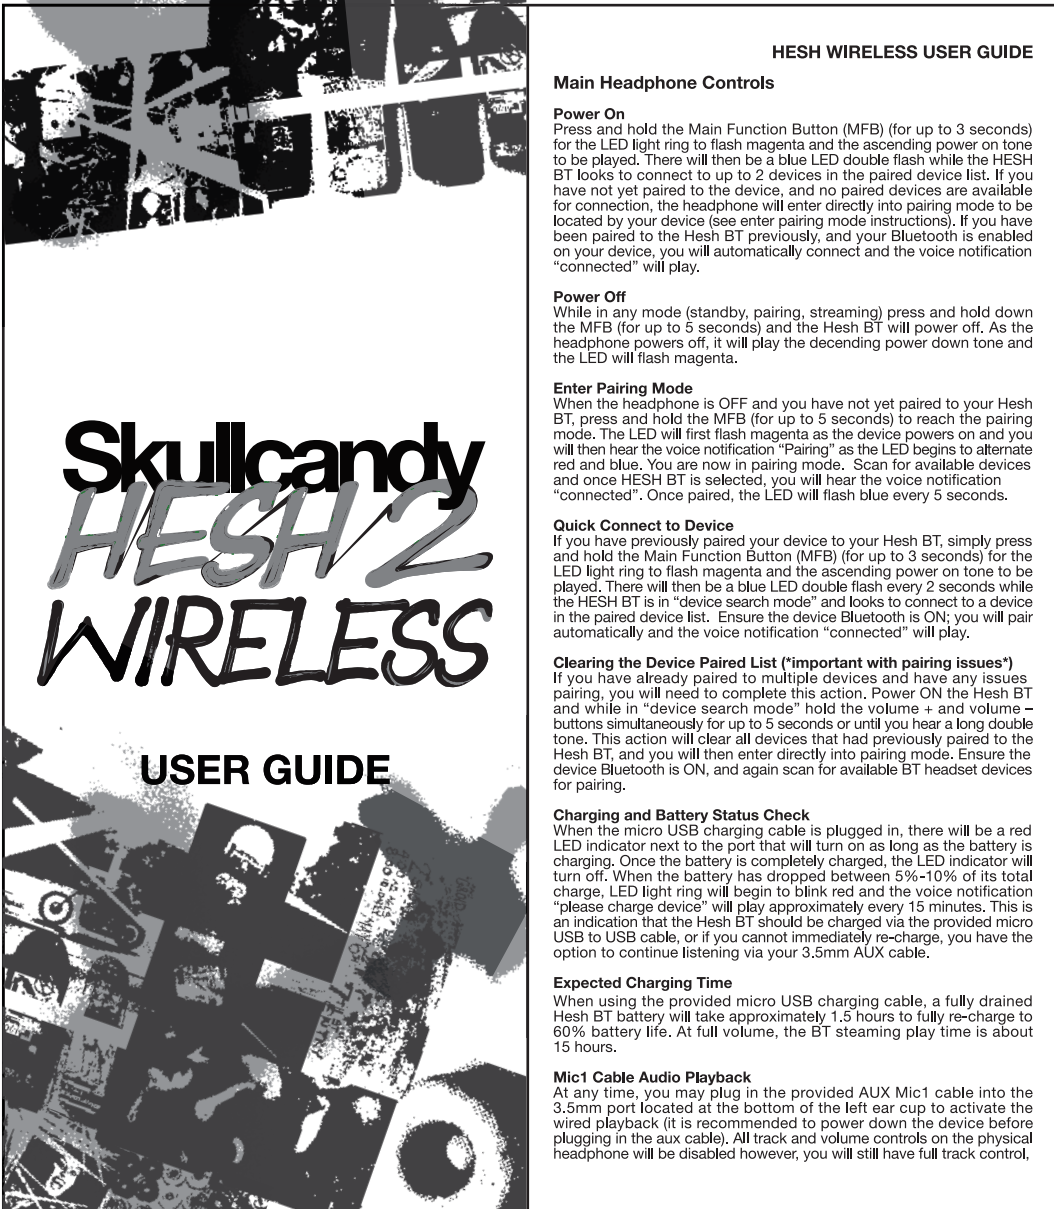 Skullcandy
HESH 2
WIRELESS
USER GUIDE
HESH WIRELESS USER GUIDE
Main Headphone Controls
Power On
Press and hold the Main Function Button (MFB) (for up to 3 seconds)
for the LED light ring to flash magenta and the ascending power on tone
to be played. There will then be a blue LED double flash while the HESH
BT looks to connect to up to 2 devices in the paired device list. If you
have not yet paired to the device, and no paired devices are available
for connection, the headphone will enter directly into pairing mode to be
located by your device (see enter pairing mode instructions). If you have
been paired to the Hesh BT previously, and your Bluetooth is enabled
on your device, you will automatically connect and the voice notification
“connected” will play.
Power Off
While in any mode (standby, pairing, streaming) press and hold down
the MFB (for up to 5 seconds) and the Hesh BT will power off. As the
headphone powers off, it will play the decending power down tone and
the LED will flash magenta.
Enter Pairing Mode
When the headphone is OFF and you have not yet paired to your Hesh
BT, press and hold the MFB (for up to 5 seconds) to reach the pairing
mode. The LED will first flash magenta as the device powers on and you
will then hear the voice notification “Pairing” as the LED begins to alternate
red and blue. You are now in pairing mode.  Scan for available devices
and once HESH BT is selected, you will hear the voice notification
“connected”. Once paired, the LED will flash blue every 5 seconds.
Quick Connect to Device
If you have previously paired your device to your Hesh BT, simply press
and hold the Main Function Button (MFB) (for up to 3 seconds) for the
LED light ring to flash magenta and the ascending power on tone to be
played. There will then be a blue LED double flash every 2 seconds while
the HESH BT is in “device search mode” and looks to connect to a device
in the paired device list.  Ensure the device Bluetooth is ON; you will pair
automatically and the voice notification “connected” will play.
Clearing the Device Paired List (*important with pairing issues*)
If you have already paired to multiple devices and have any issues
pairing, you will need to complete this action. Power ON the Hesh BT
and while in “device search mode” hold the volume + and volume –
buttons simultaneously for up to 5 seconds or until you hear a long double
tone. This action will clear all devices that had previously paired to the
Hesh BT, and you will then enter directly into pairing mode. Ensure the
device Bluetooth is ON, and again scan for available BT headset devices
for pairing.
Charging and Battery Status Check
When the micro USB charging cable is plugged in, there will be a red
LED indicator next to the port that will turn on as long as the battery is
charging. Once the battery is completely charged, the LED indicator will
turn off. When the battery has dropped between 5%-10% of its total
charge, LED light ring will begin to blink red and the voice notification
“please charge device” will play approximately every 15 minutes. This is
an indication that the Hesh BT should be charged via the provided micro
USB to USB cable, or if you cannot immediately re-charge, you have the
option to continue listening via your 3.5mm AUX cable.
Expected Charging Time
When using the provided micro USB charging cable, a fully drained
Hesh BT battery will take approximately 1.5 hours to fully re-charge to
60% battery life. At full volume, the BT steaming play time is about
15 hours.
Mic1 Cable Audio Playback
At any time, you may plug in the provided AUX Mic1 cable into the
3.5mm port located at the bottom of the left ear cup to activate the
wired playback (it is recommended to power down the device before
plugging in the aux cable). All track and volume controls on the physical
headphone will be disabled however, you will still have full track control,